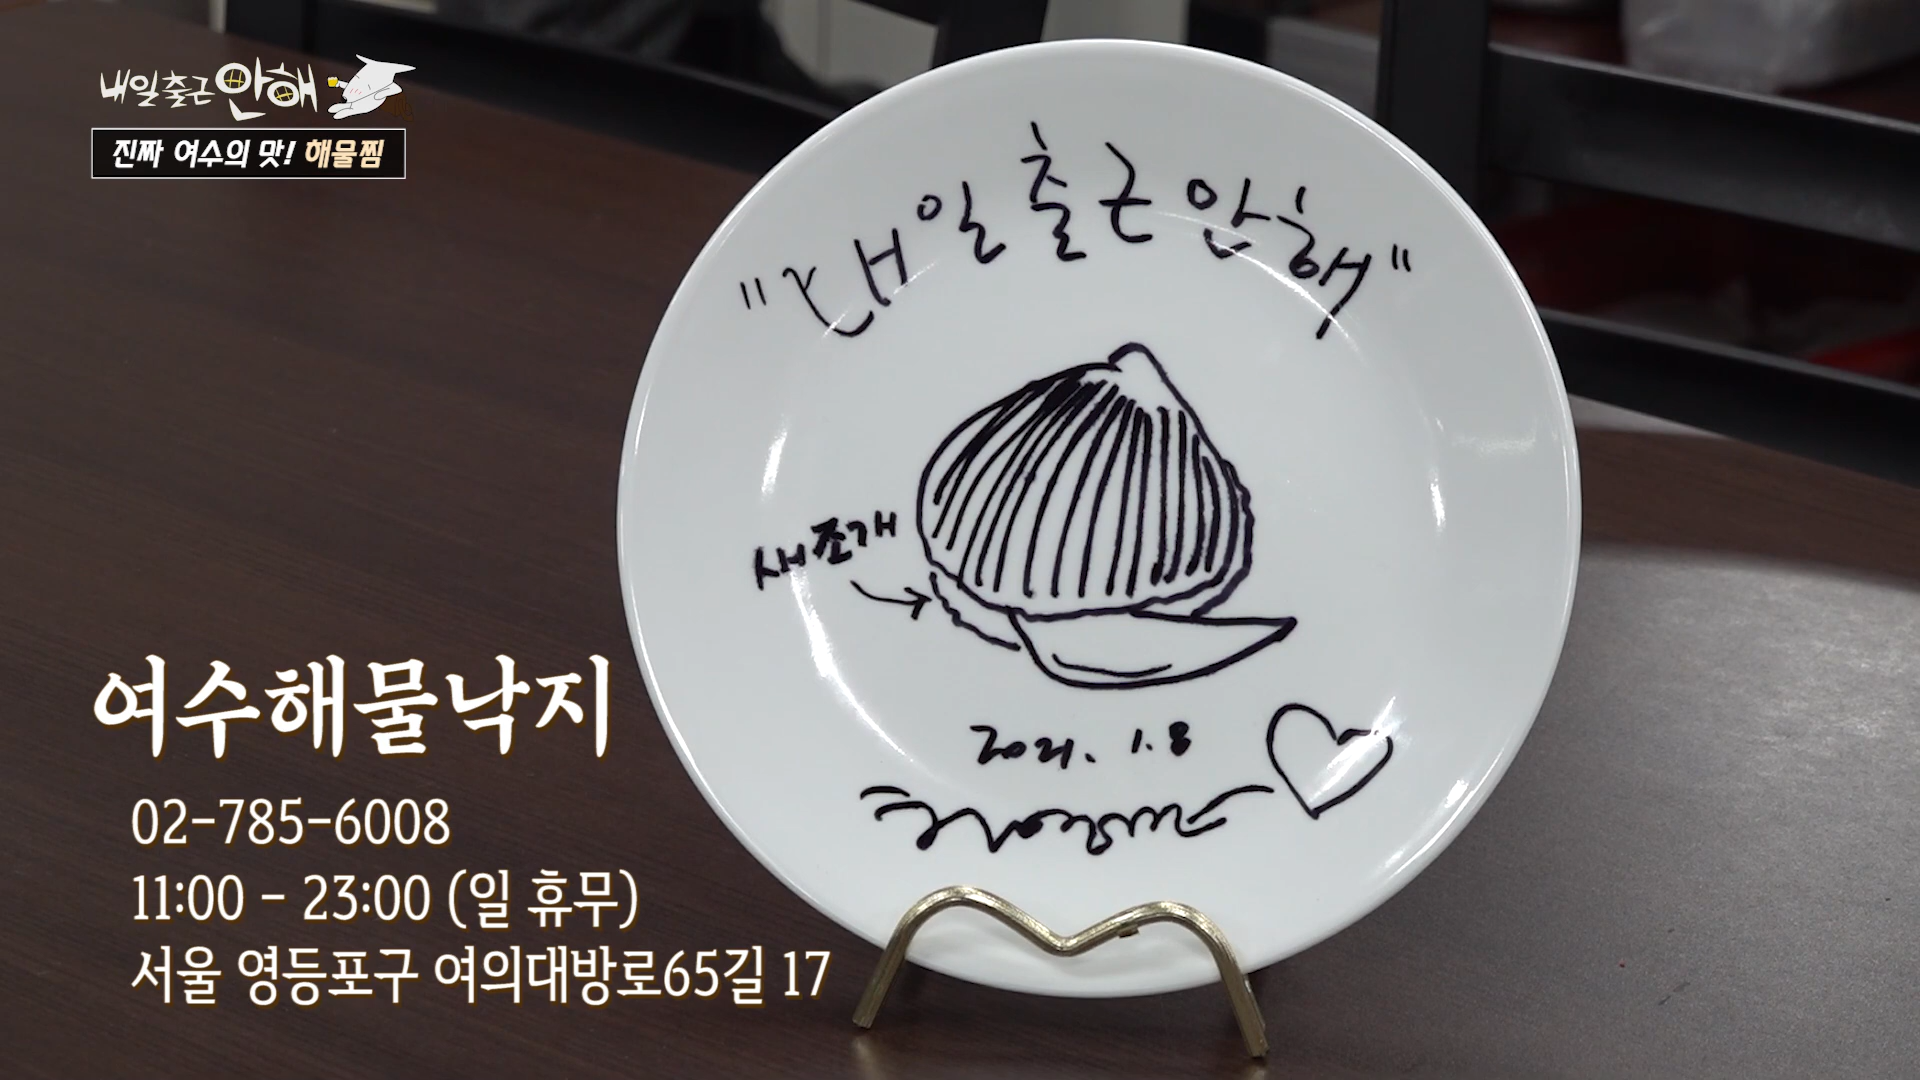 내일 출근 안해
진짜 여수의 맛! 해물찜
"내일출근안해"
새조개
2021. 1.8
여수해물낙지
02-785-6008
11:00 - 23:00 (일 휴무)
서울 영등포구 여의대방로65길 17